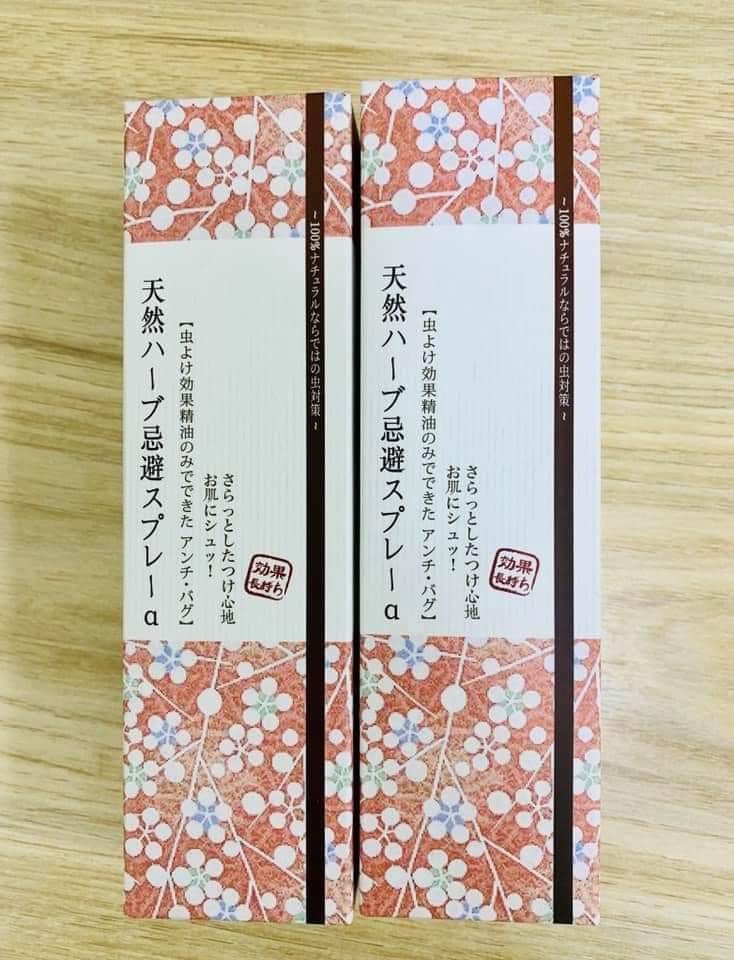 天然ハーブ忌避スプレーα
【虫よけ効果精油のみでできた アンチ・バグ】
さらっとしたつけ心地
お肌にシュッ！
効果
長持ち
~100%ナチュラルならではの虫対策~
天然ハーブ忌避スプレーα
【虫よけ効果精油のみでできた アンチ・バグ】
さらっとしたつけ心地
お肌にシュッ！
効果
長持ち
~100%ナチュラルならではの虫対策~